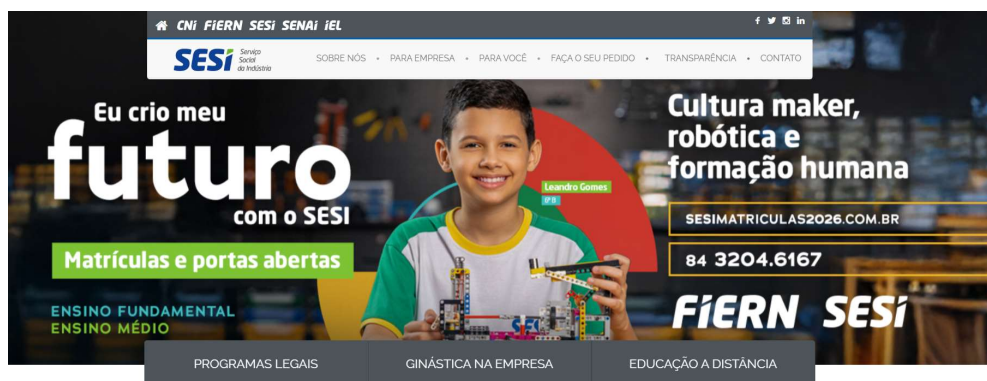 CNi FiERN SESi SENAi iEL
SESi Serviço Social da Indústria
SOBRE NÓS • PARA EMPRESA • PARA VOCÊ • FAÇA O SEU PEDIDO • TRANSPARÊNCIA • CONTATO
Eu crio meu
futuro
com o SESI
Matrículas e portas abertas
ENSINO FUNDAMENTAL
ENSINO MÉDIO
Leandro Gomes
SESi
Cultura maker,
robótica e
formação humana
SESIMATRICULAS2026.COM.BR
84 3204.6167
FiERN SESi
PROGRAMAS LEGAIS
GINÁSTICA NA EMPRESA
EDUCAÇÃO A DISTÂNCIA